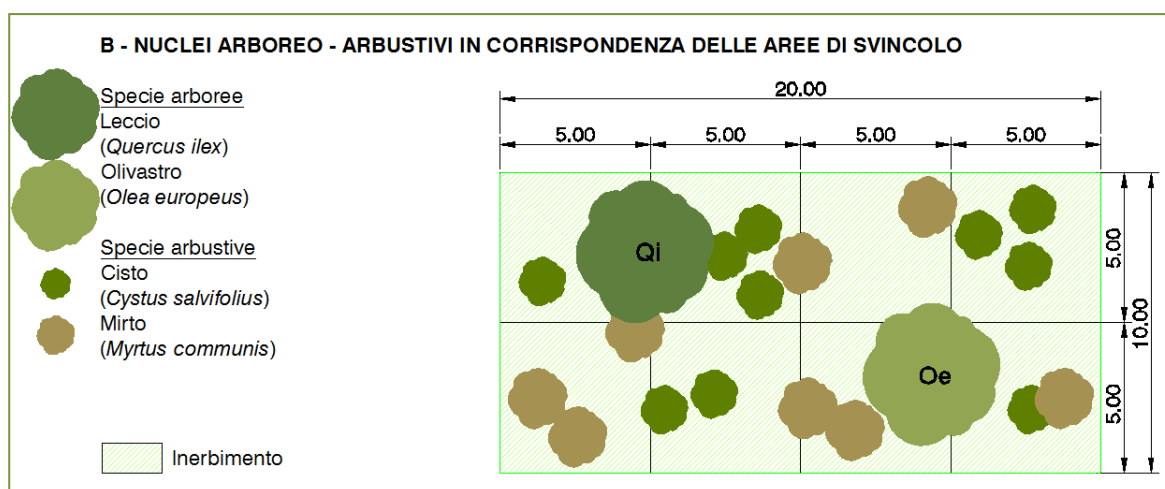 B - NUCLEI ARBOREO - ARBUSTIVI IN CORRISPONDENZA DELLE AREE DI SVINCOLO
Specie arboree
Leccio
(Quercus ilex)
Olivastro
(Olea europeus)
Specie arbustive
Cisto
(Cystus salvifolius)
Mirto
(Myrtus communis)
Inerbimento
20.00
5.00 5.00 5.00 5.00
Qi
Oe
5.00
5.00
10.00